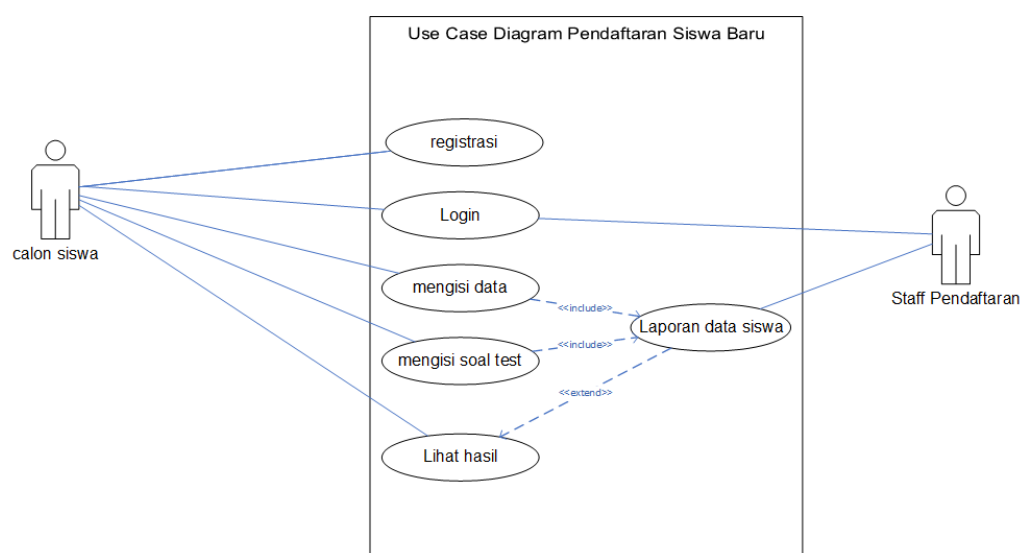 Use Case Diagram Pendaftaran Siswa Baru
registrasi
Login
calon siswa
mengisi data
Staff Pendaftaran
<<include>>
Laporan data siswa
<<include>>
mengisi soal test
<<extend>>
Lihat hasil